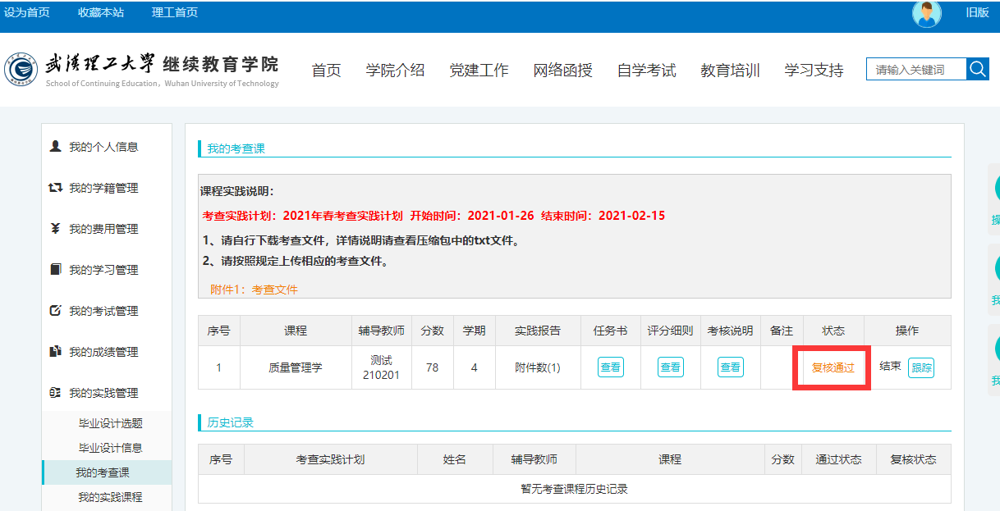 设为首页 收藏本站 理工首页 旧版
武汉理工大学 继续教育学院
School of Continuing Education, Wuhan University of Technology
首页 学院介绍 党建工作 网络函授 自学考试 教育培训 学习支持 请输入关键词
我的个人信息
我的学籍管理
我的费用管理
我的学习管理
我的考试管理
我的成绩管理
我的实践管理
毕业设计选题
毕业设计信息
我的考查课
我的实践课程
我的考查课
课程实践说明：
考查实践计划：2021年春考查实践计划 开始时间：2021-01-26 结束时间：2021-02-15
1、请自行下载考查文件，详情说明请查看压缩包中的txt文件。
2、请按照规定上传相应的考查文件。
附件1：考查文件
序号 课程 辅导教师 分数 学期 实践报告 任务书 评分细则 考核说明 备注 状态 操作
1 质量管理学 测试210201 78 4 附件数(1) 查看 查看 查看 复核通过 结束 跟踪
历史记录
序号 考查实践计划 姓名 辅导教师 课程 分数 通过状态 复核状态
暂无考查课程历史记录
我
我